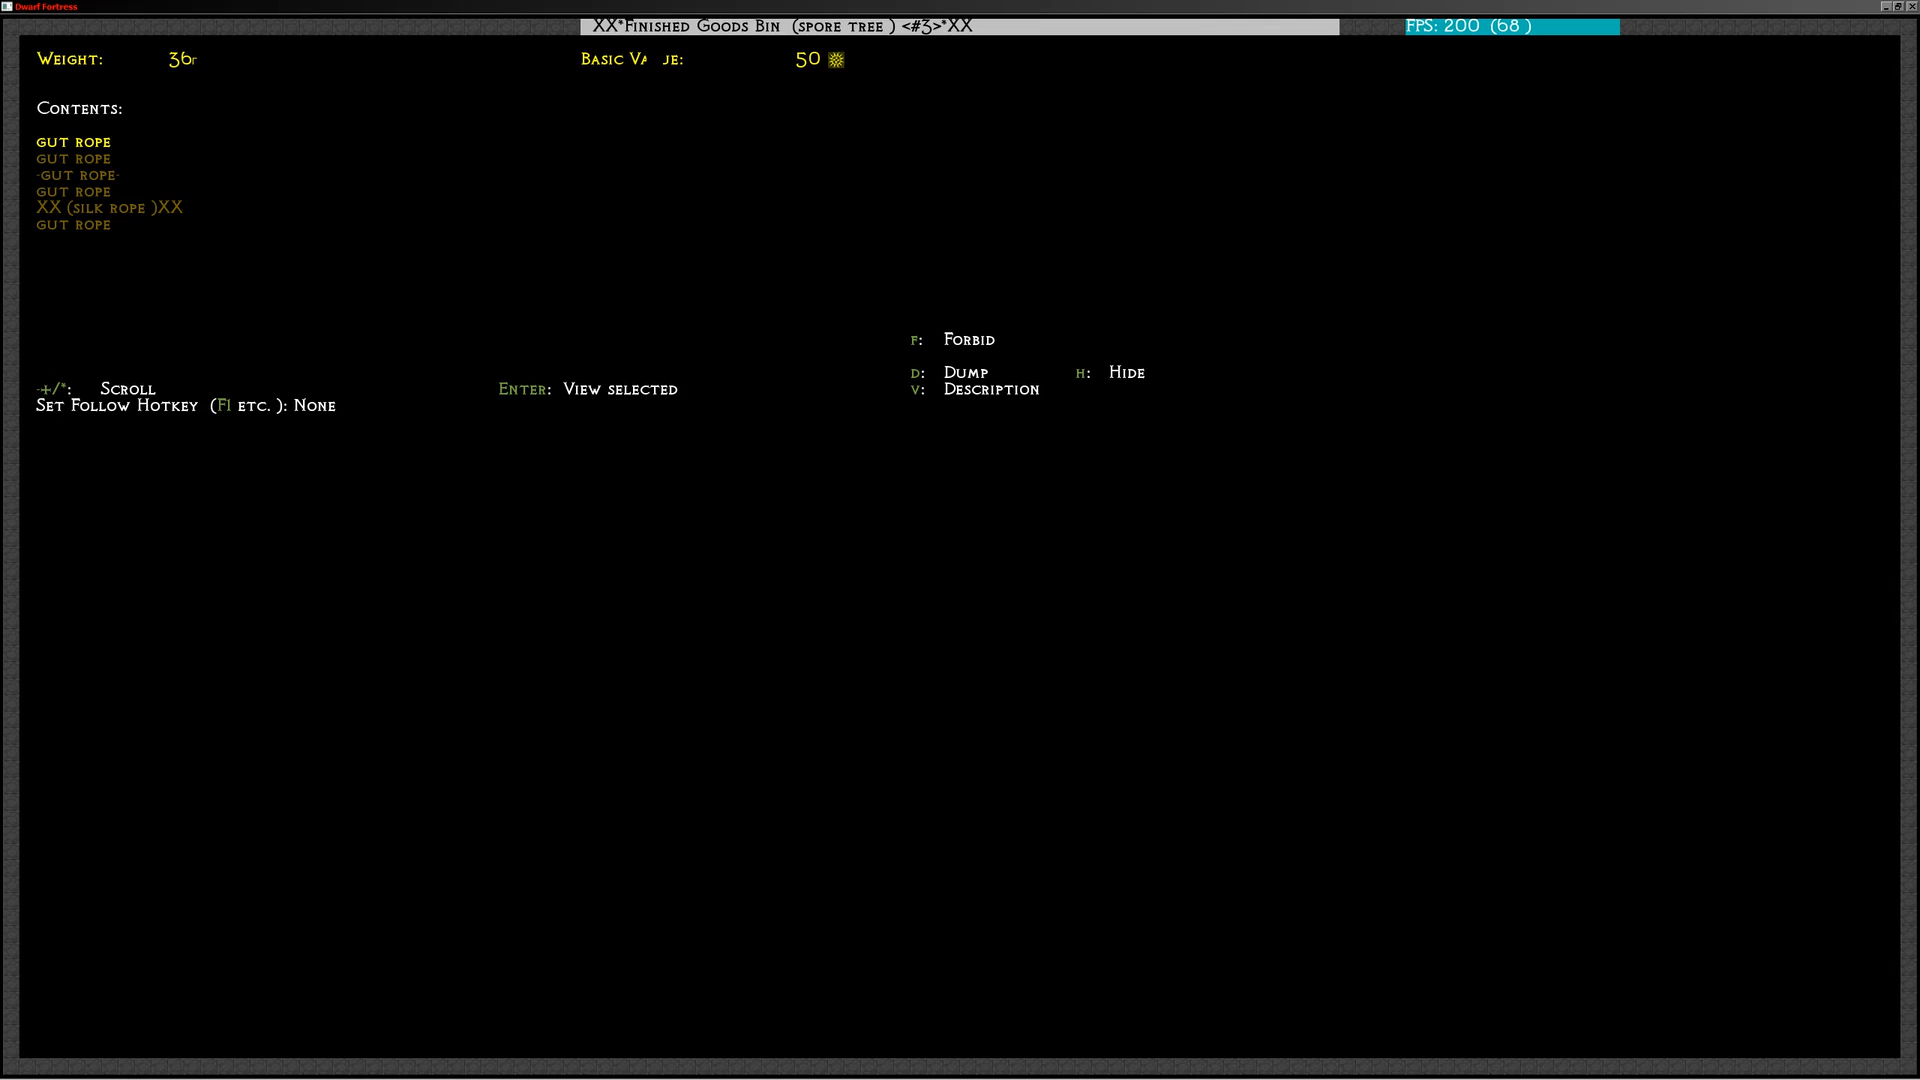 Dwarf Fortress
XX*Finished Goods Bin (spore tree ) <#3>*XX FPS: 200 (68 )
Weight: 36Γ Basic Va ue: 50 ☼
Contents:
gut rope
gut rope
-gut rope-
gut rope
XX (silk rope )XX
gut rope
f: Forbid
d: Dump h: Hide
-+/*: Scroll Enter: View selected v: Description
Set Follow Hotkey (F1 etc. ): None